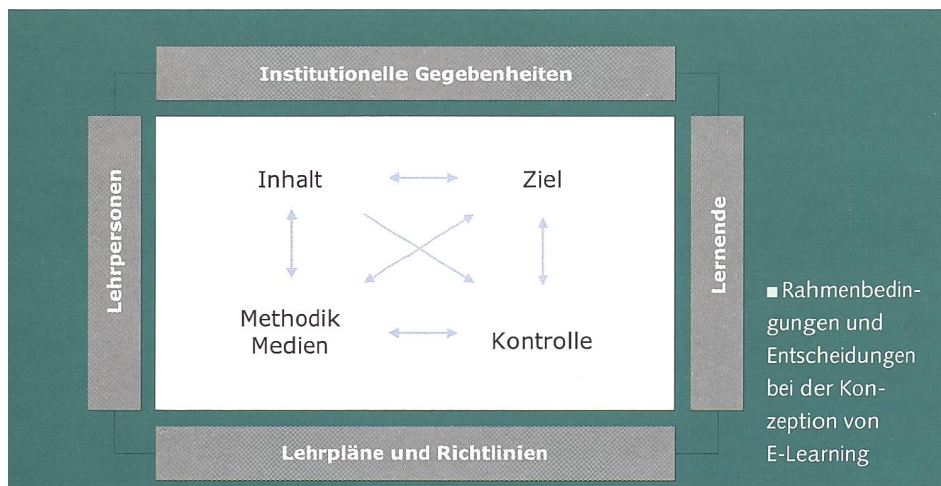 Institutionelle Gegebenheiten
Lehrpersonen
Inhalt
Ziel
Methodik
Medien
Kontrolle
Lernende
Lehrpläne und Richtlinien
■ Rahmenbedin-
gungen und
Entscheidungen
bei der Kon-
zeption von
E-Learning